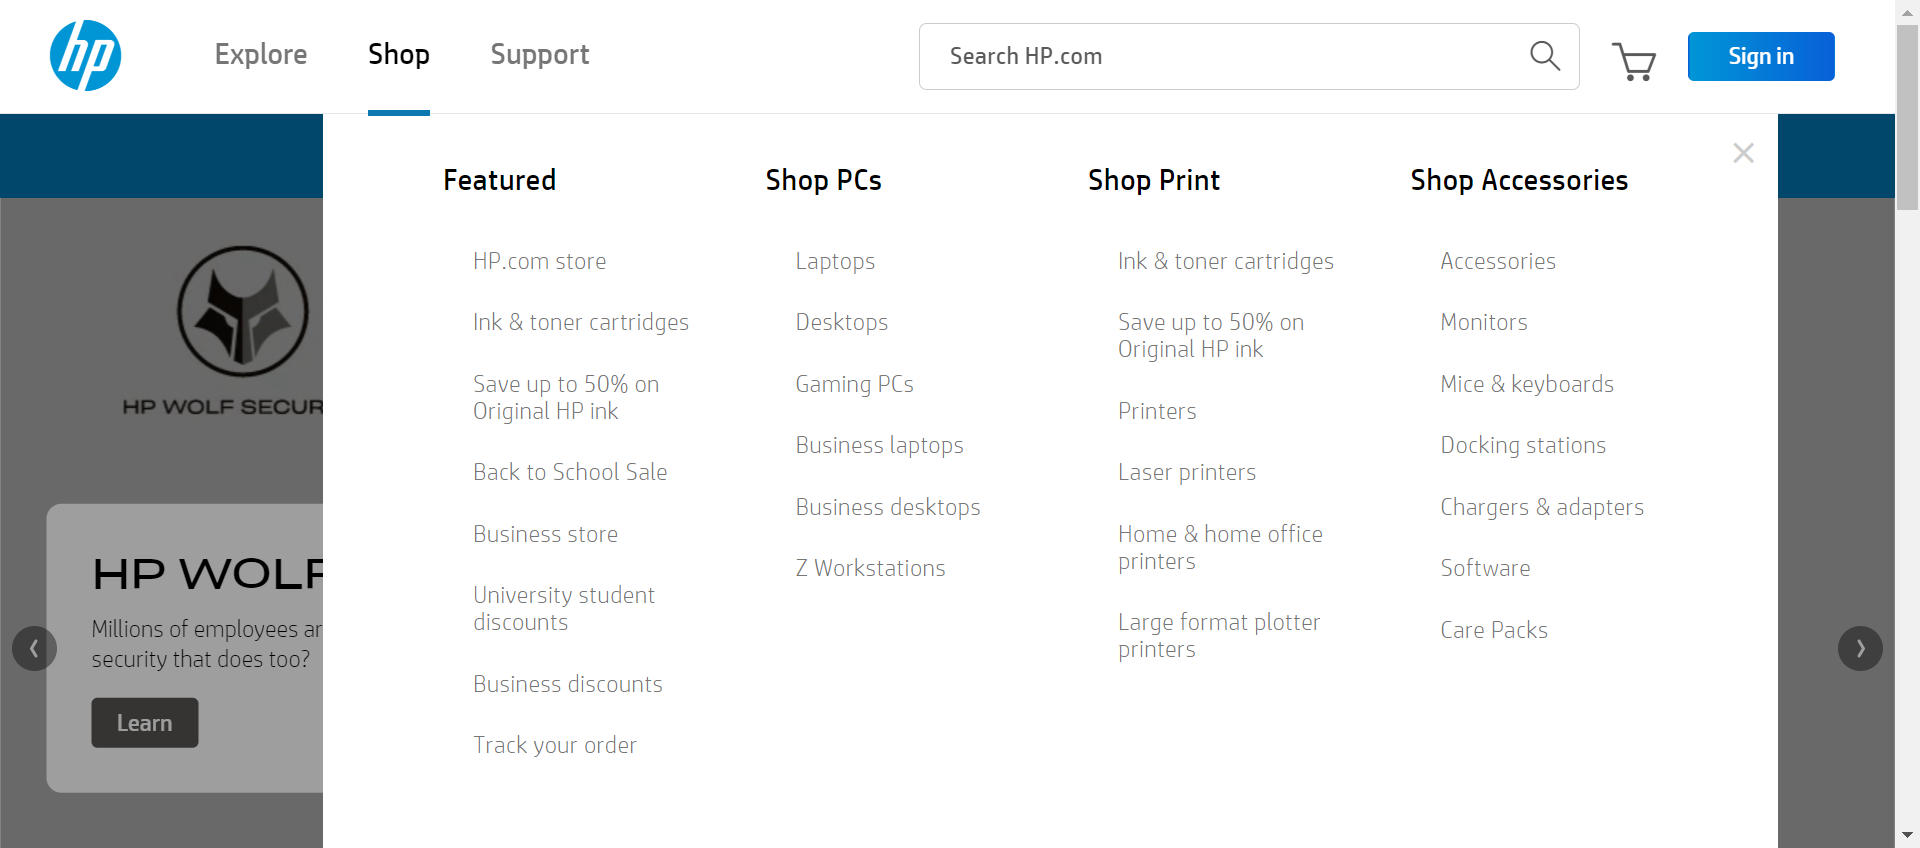 hp
Explore
Shop
Support
Search HP.com
Sign in
Featured
HP.com store
Ink & toner cartridges
Save up to 50% on
Original HP ink
Back to School Sale
Business store
University student
discounts
Business discounts
Track your order
Shop PCs
Laptops
Desktops
Gaming PCs
Business laptops
Business desktops
Z Workstations
Shop Print
Ink & toner cartridges
Save up to 50% on
Original HP ink
Printers
Laser printers
Home & home office
printers
Large format plotter
printers
Shop Accessories
Accessories
Monitors
Mice & keyboards
Docking stations
Chargers & adapters
Software
Care Packs
HP WOLF SECUR
HP WOLF
Millions of employees ar
security that does too?
Learn